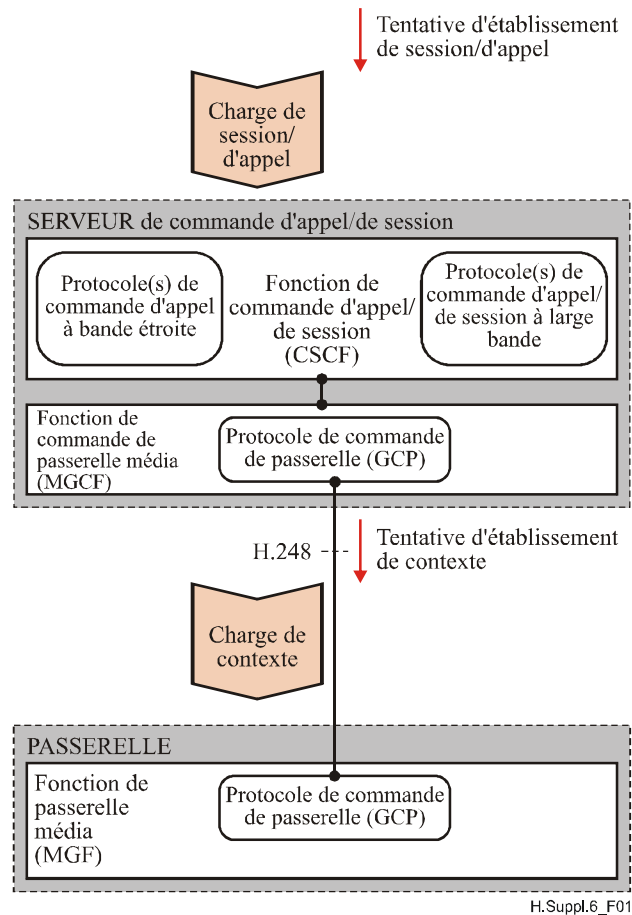 Tentative d'établissement
de session/d'appel
Charge de
session/
d'appel
SERVEUR de commande d'appel/de session
Protocole(s) de
commande d'appel
à bande étroite
Fonction de
commande d'appel/
de session
(CSCF)
Protocole(s) de
commande d'appel/
de session à large
bande
Fonction de
commande de
passerelle média
(MGCF)
Protocole de commande
de passerelle (GCP)
H.248
Tentative d'établissement
de contexte
Charge de
contexte
PASSERELLE
Fonction de
passerelle
média
(MGF)
Protocole de commande
de passerelle (GCP)
H.Suppl.6_F01